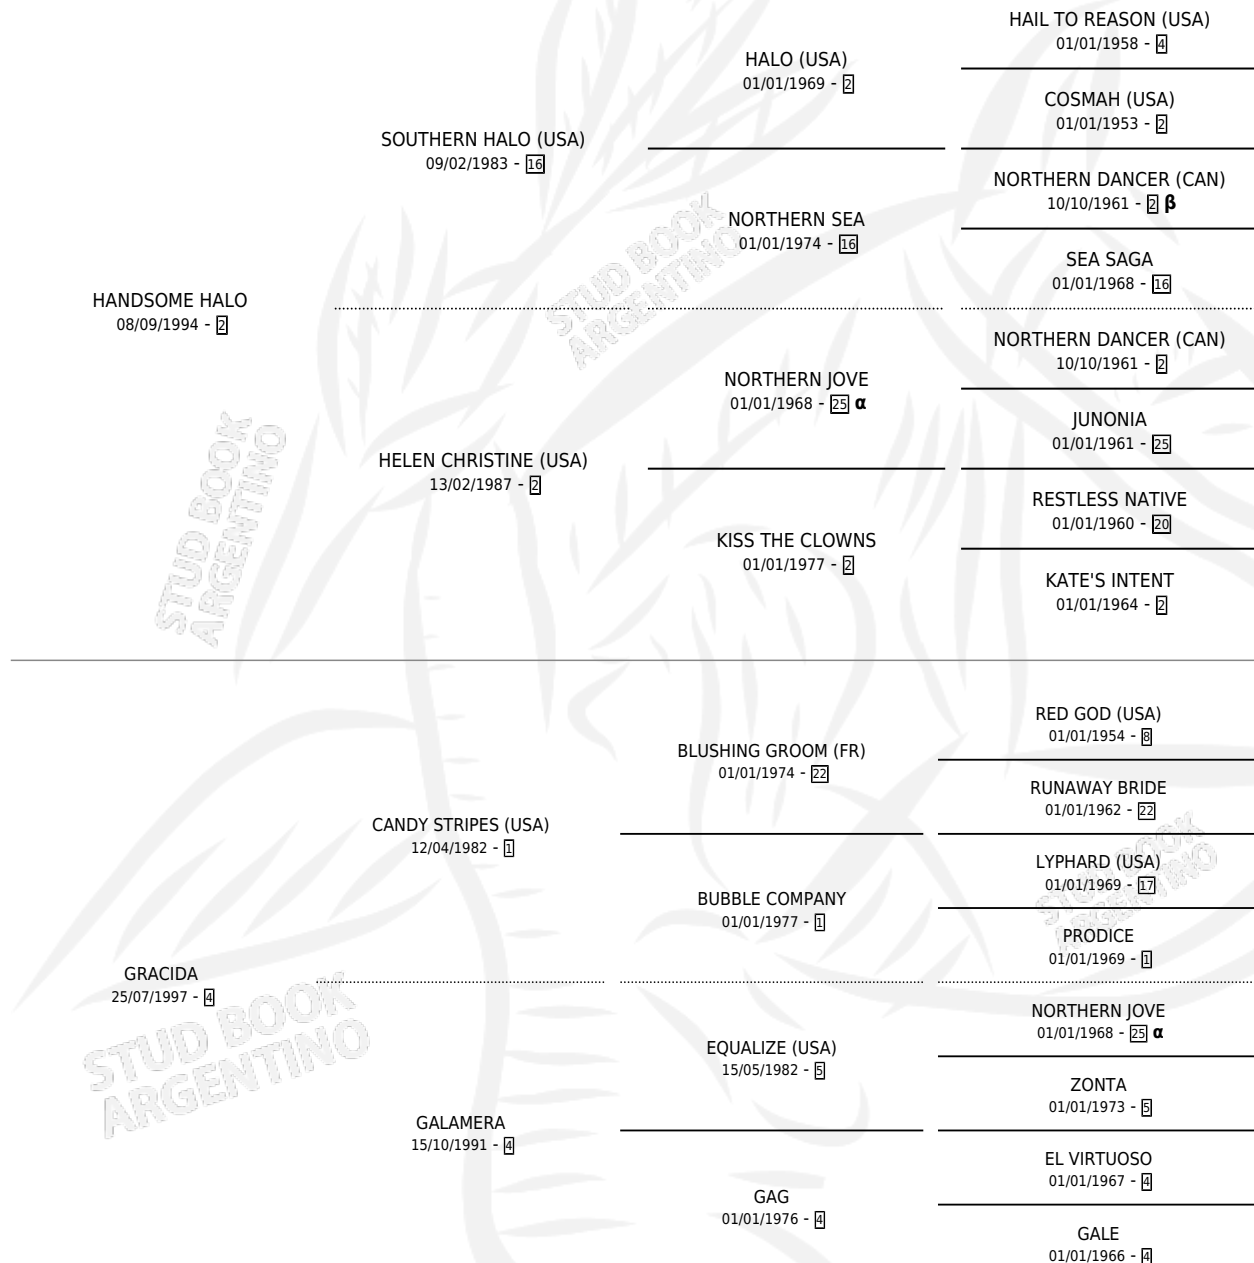 HAIL TO REASON (USA)
01/01/1958 - 4
HALO (USA)
01/01/1969 - 2
COSMAH (USA)
01/01/1953 - 2
SOUTHERN HALO (USA)
09/02/1983 - 16
NORTHERN DANCER (CAN)
10/10/1961 - 2 β
NORTHERN SEA
01/01/1974 - 16
SEA SAGA
01/01/1968 - 16
HANDSOME HALO
08/09/1994 - 2
NORTHERN DANCER (CAN)
10/10/1961 - 2
NORTHERN JOVE
01/01/1968 - 25 α
JUNONIA
01/01/1961 - 25
HELEN CHRISTINE (USA)
13/02/1987 - 2
RESTLESS NATIVE
01/01/1960 - 20
KISS THE CLOWNS
01/01/1977 - 2
KATE'S INTENT
01/01/1964 - 2
RED GOD (USA)
01/01/1954 - 8
BLUSHING GROOM (FR)
01/01/1974 - 22
RUNAWAY BRIDE
01/01/1962 - 22
CANDY STRIPES (USA)
12/04/1982 - 1
LYPHARD (USA)
01/01/1969 - 17
BUBBLE COMPANY
01/01/1977 - 1
PRODICE
01/01/1969 - 1
GRACIDA
25/07/1997 - 4
NORTHERN JOVE
01/01/1968 - 25 α
EQUALIZE (USA)
15/05/1982 - 5
ZONTA
01/01/1973 - 5
GALAMERA
15/10/1991 - 4
EL VIRTUOSO
01/01/1967 - 4
GAG
01/01/1976 - 4
GALE
01/01/1966 - 4
STUD BOOK
ARGENTINO
STUD BOOK
ARGENTINO
STUD BOOK
ARGENTINO
STUD BOOK
ARGENTINO